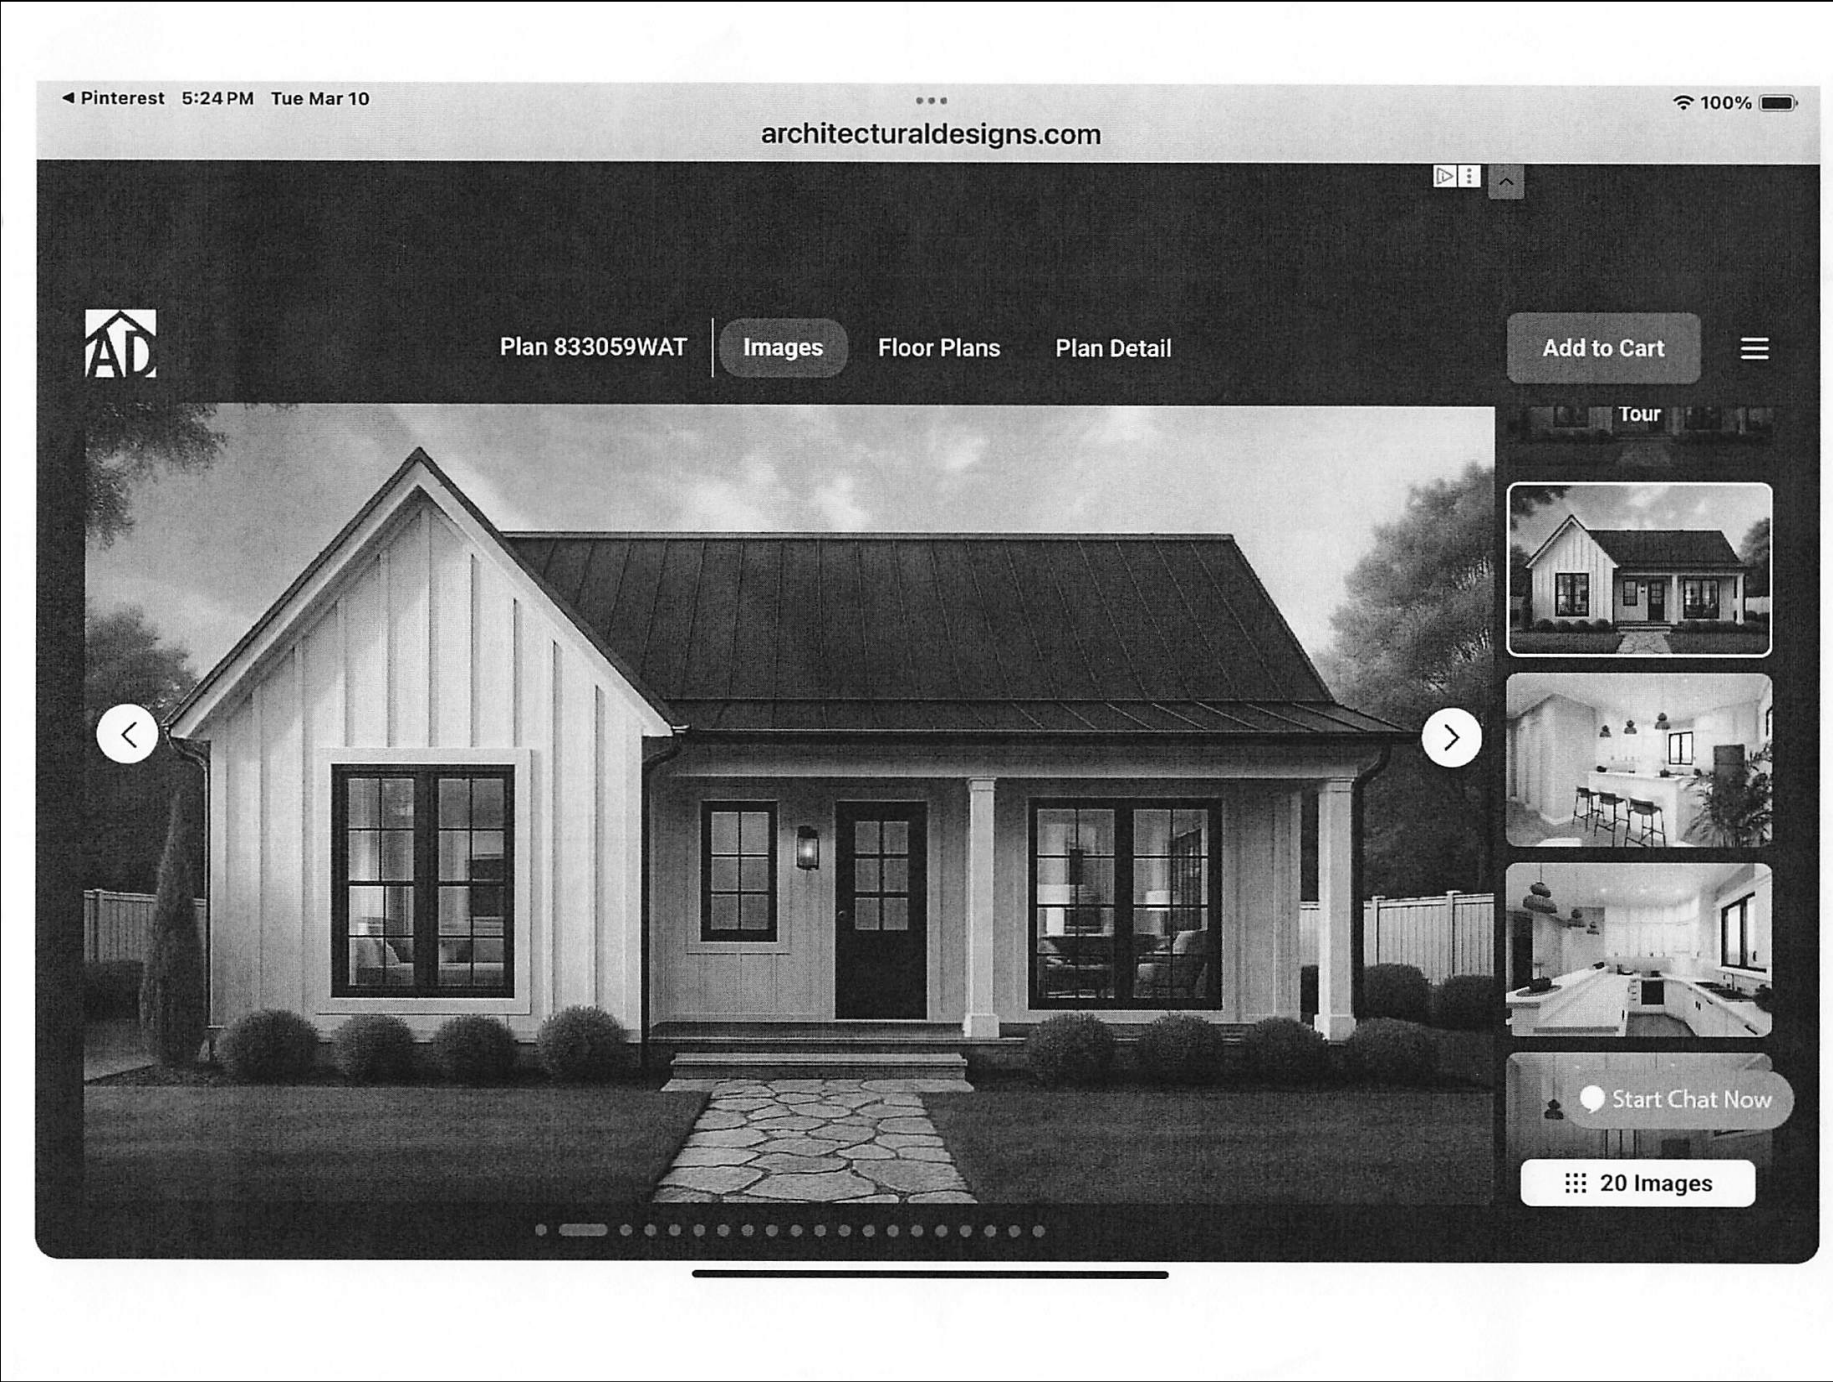 ◀ Pinterest 5:24 PM Tue Mar 10
100%
architecturaldesigns.com
AD
Plan 833059WAT
Images
Floor Plans
Plan Detail
Add to Cart
Tour
Start Chat Now
20 Images